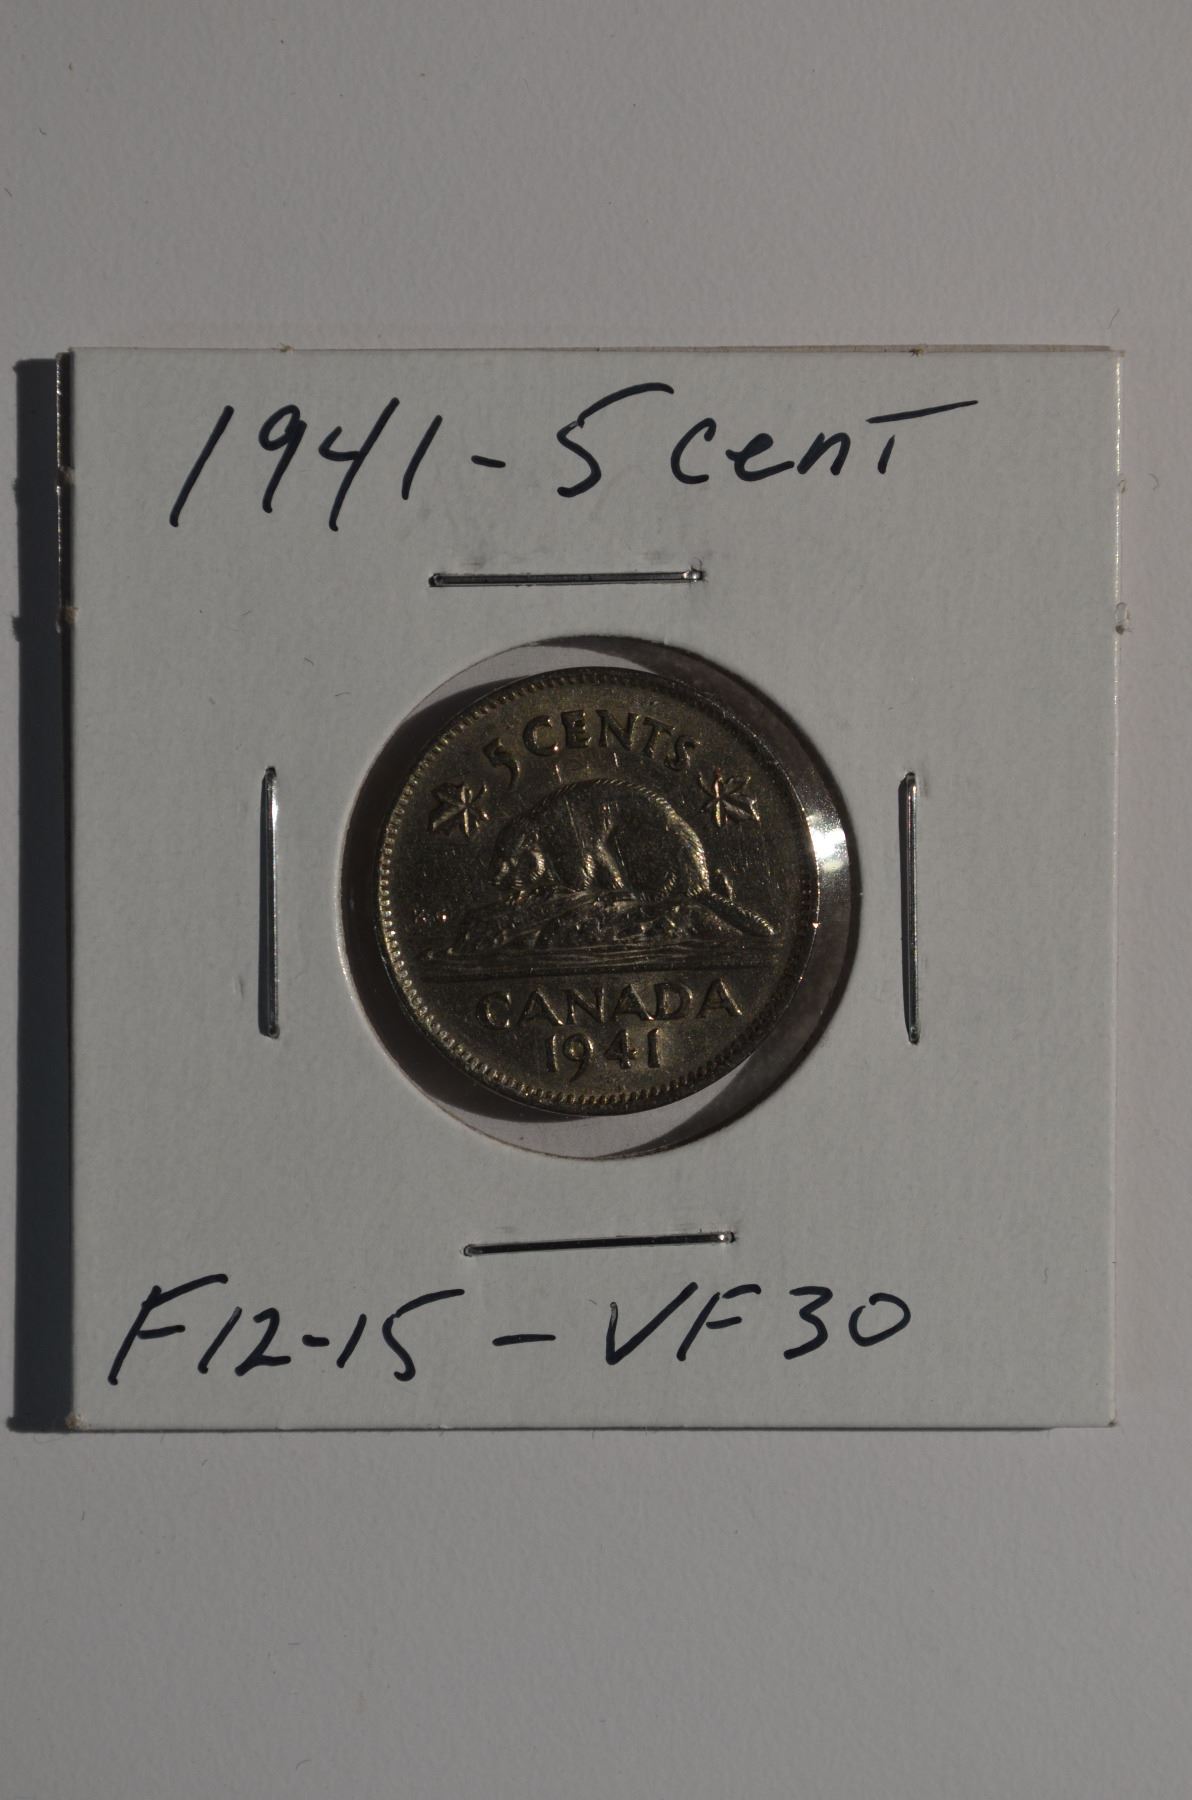 1941-5 cent
5 CENTS
CANADA
1941
F12-15 - VF30